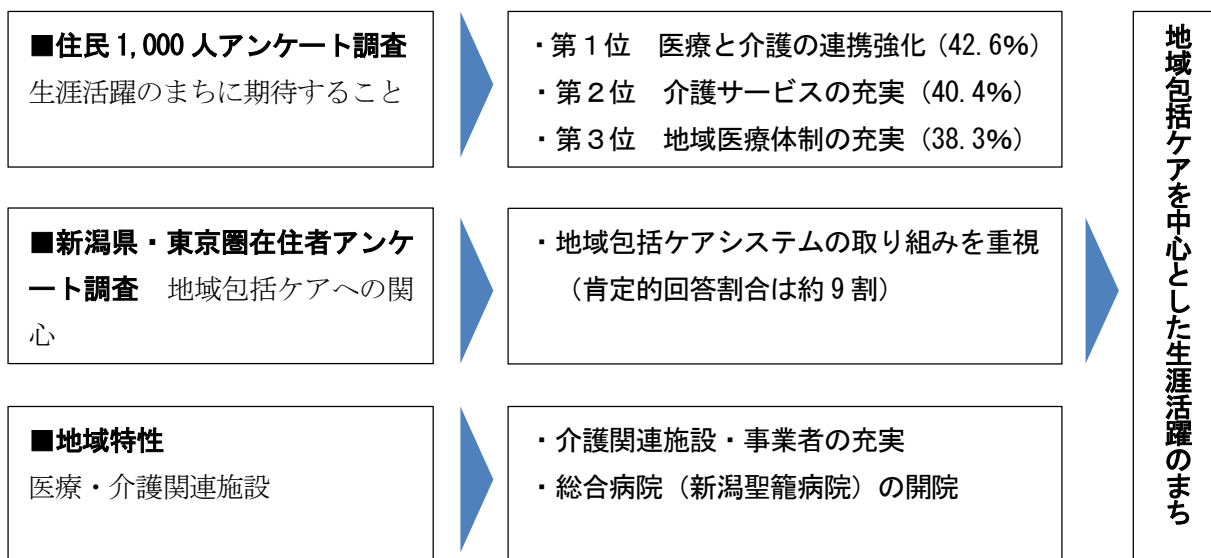 ■住民1,000人アンケート調査
生涯活躍のまちに期待すること
・第1位　医療と介護の連携強化（42.6%）
・第2位　介護サービスの充実（40.4%）
・第3位　地域医療体制の充実（38.3%）
■新潟県・東京圏在住者アンケ
ート調査　地域包括ケアへの関
心
・地域包括ケアシステムの取り組みを重視
（肯定的回答割合は約9割）
■地域特性
医療・介護関連施設
・介護関連施設・事業者の充実
・総合病院（新潟聖籠病院）の開院
地域包括ケアを中心とした生涯活躍のまち